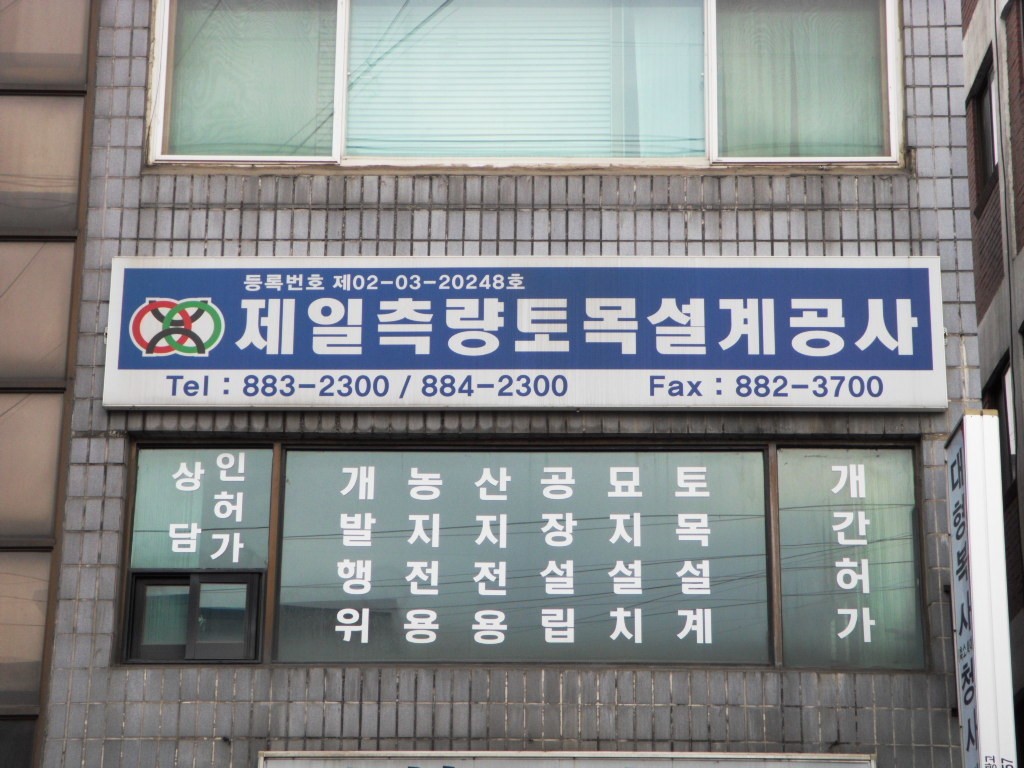 등록번호 제02-03-20248호
제일측량토목설계공사
Tel : 883-2300 / 884-2300 Fax : 882-3700
상담
인허가
개발행위
농지전용
산지전용
공장설립
묘지설치
토목설계
개간허가